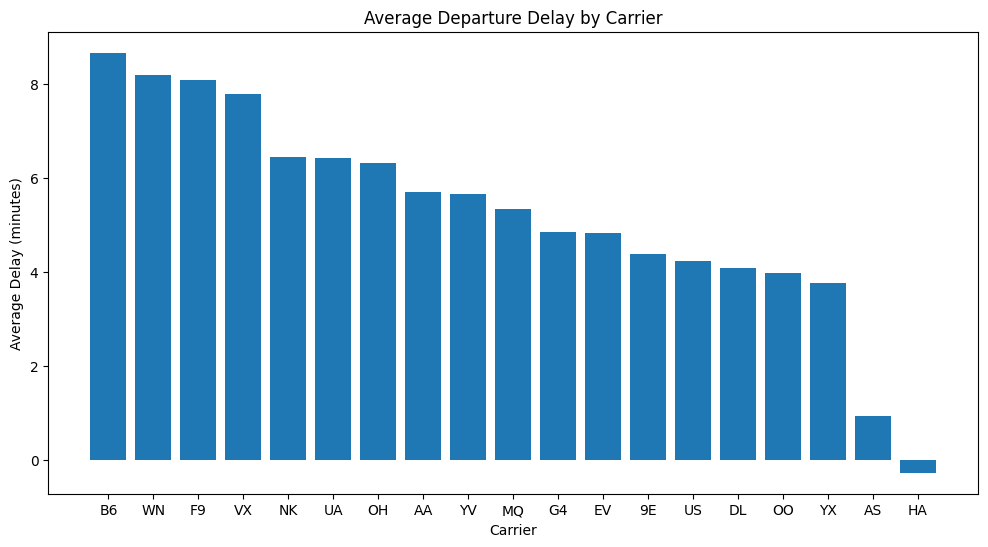 Average Departure Delay by Carrier
Average Delay (minutes)
8
6
4
2
0
B6 WN F9 VX NK UA OH AA YV MQ G4 EV 9E US DL OO YX AS HA
Carrier